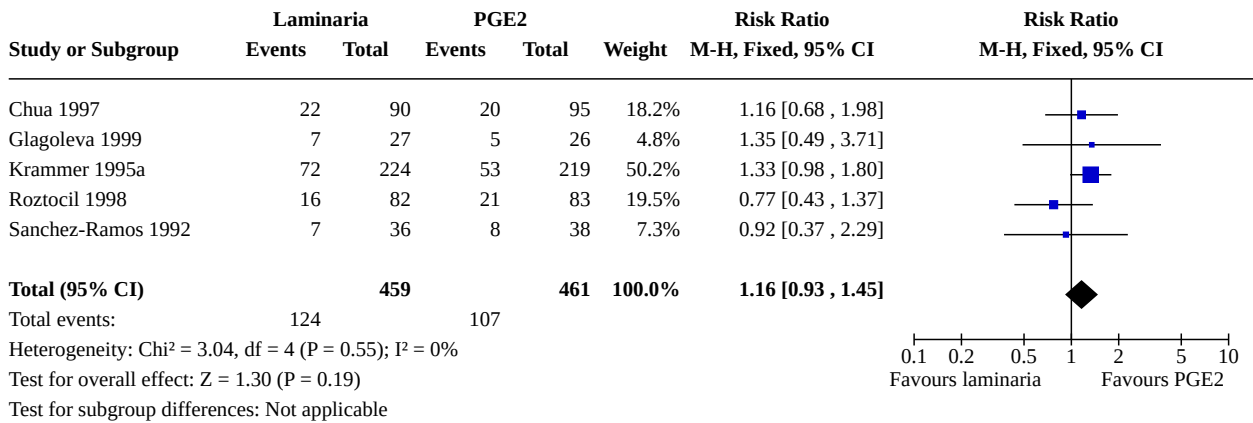 Laminaria PGE2 Risk Ratio Risk Ratio
Study or Subgroup Events Total Events Total Weight M-H, Fixed, 95% CI M-H, Fixed, 95% CI
Chua 1997 22 90 20 95 18.2% 1.16 [0.68 , 1.98]
Glagoleva 1999 7 27 5 26 4.8% 1.35 [0.49 , 3.71]
Krammer 1995a 72 224 53 219 50.2% 1.33 [0.98 , 1.80]
Roztocil 1998 16 82 21 83 19.5% 0.77 [0.43 , 1.37]
Sanchez-Ramos 1992 7 36 8 38 7.3% 0.92 [0.37 , 2.29]
Total (95% CI) 459 461 100.0% 1.16 [0.93 , 1.45]
Total events: 124 107
Heterogeneity: Chi² = 3.04, df = 4 (P = 0.55); I² = 0%
0.1 0.2 0.5 1 2 5 10
Test for overall effect: Z = 1.30 (P = 0.19) Favours laminaria Favours PGE2
Test for subgroup differences: Not applicable